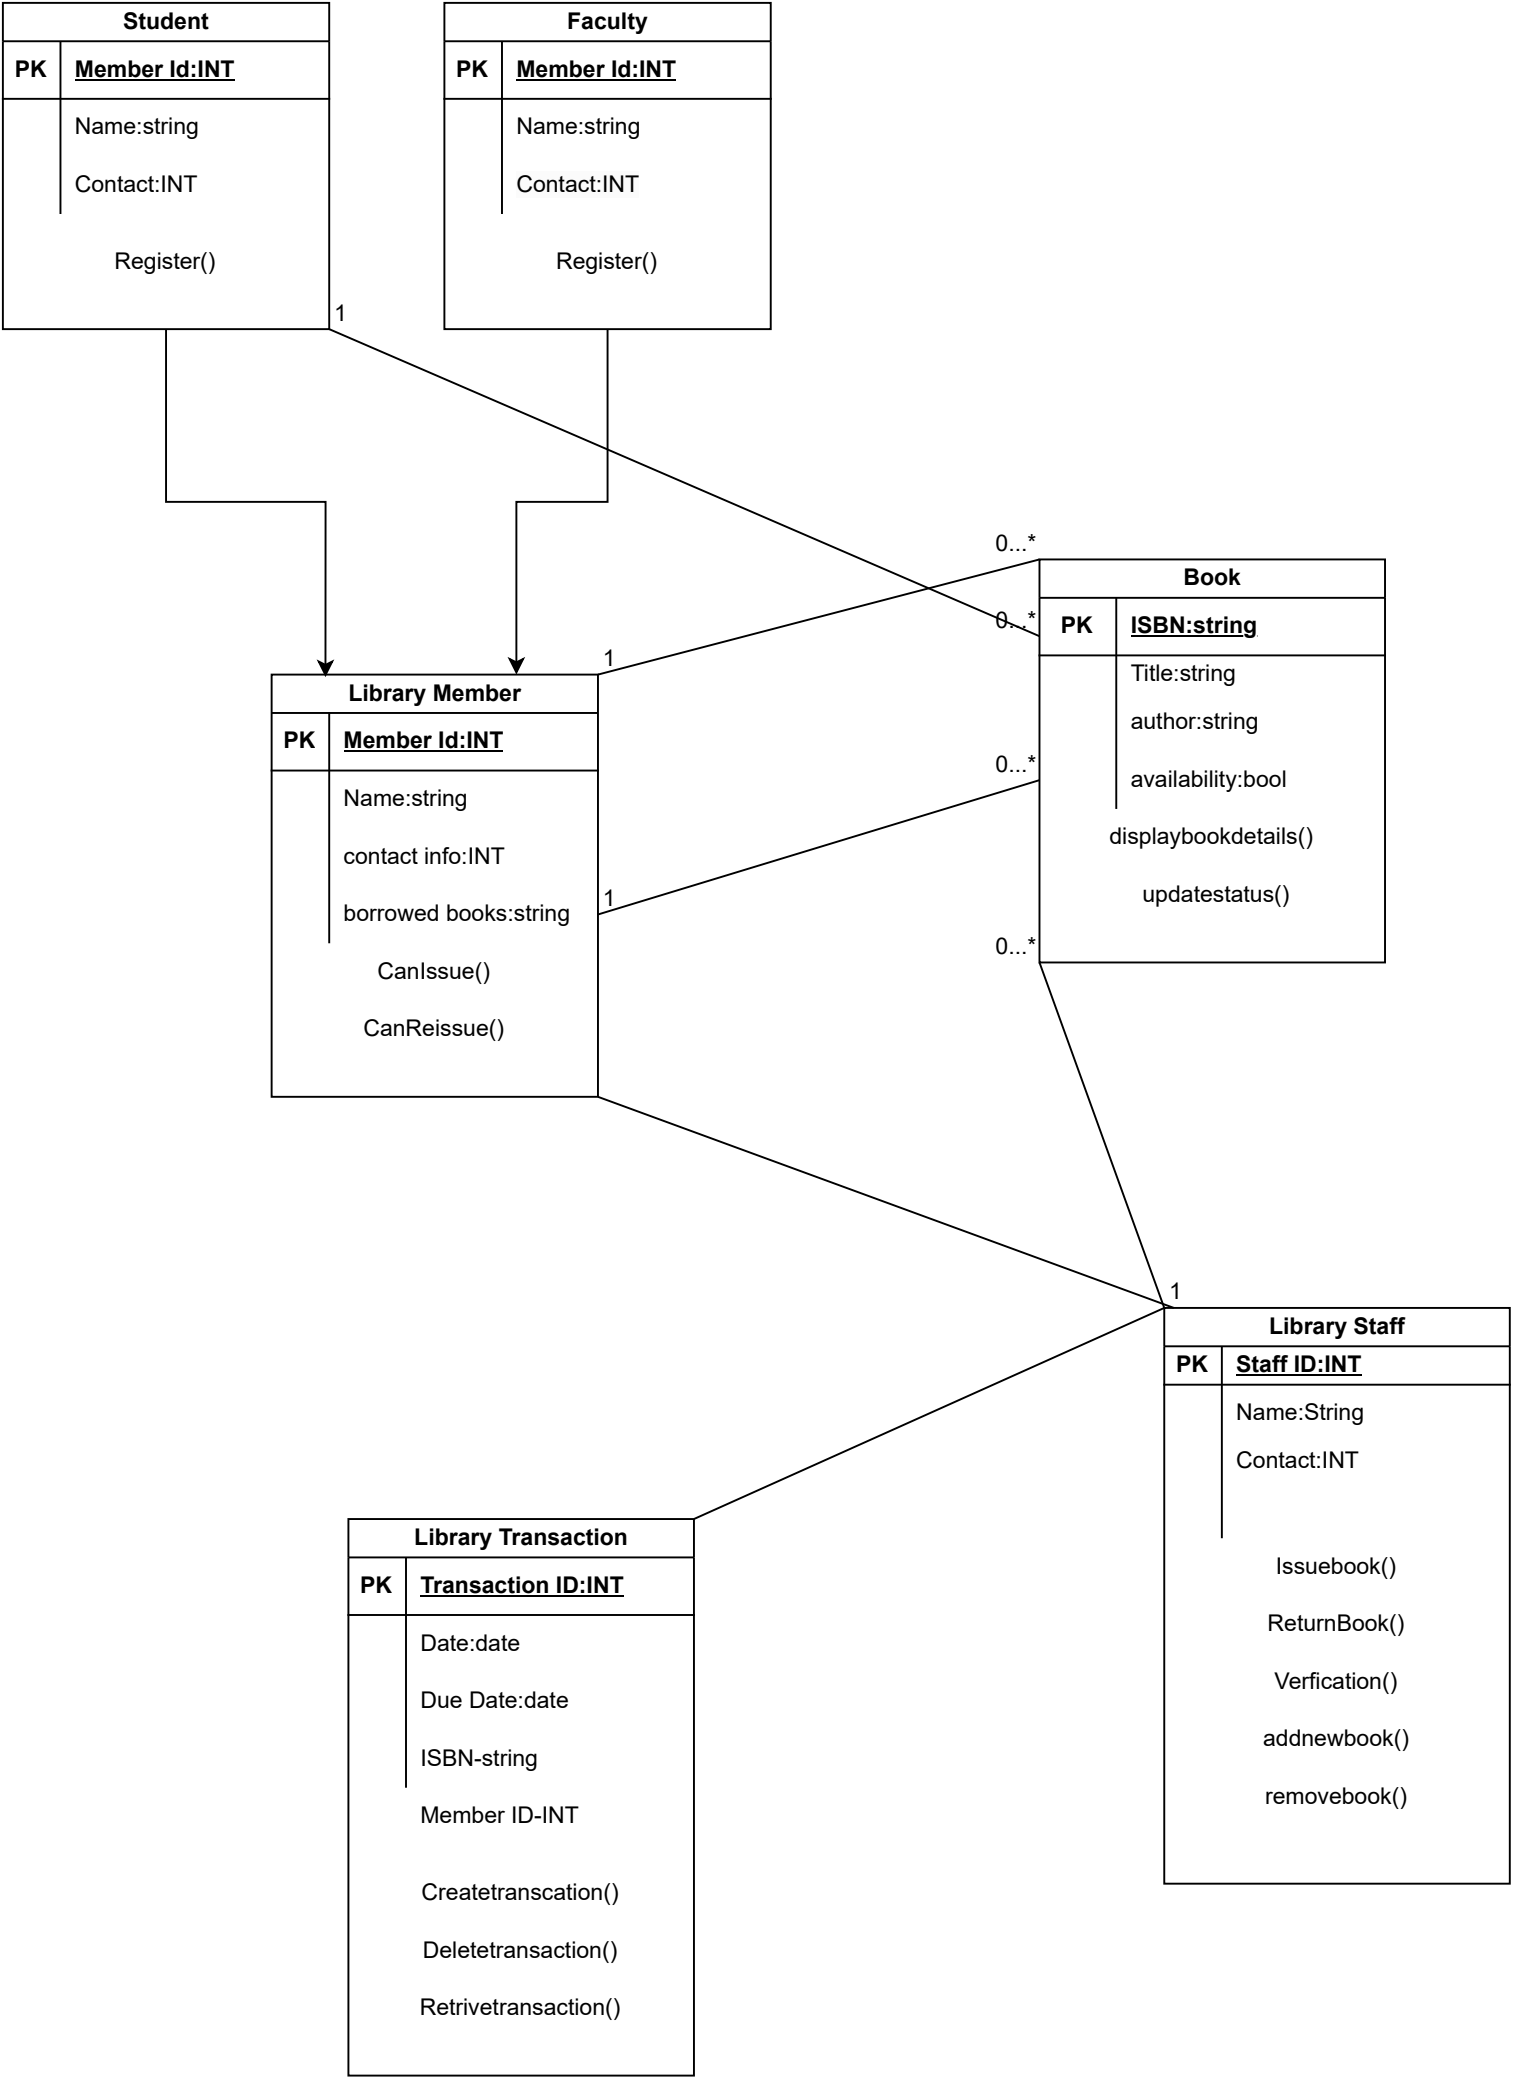 Student
PK Member Id:INT
Name:string
Contact:INT
Register()
1
Faculty
PK Member Id:INT
Name:string
Contact:INT
Register()
0...*
0...*
1
Book
PK ISBN:string
Title:string
author:string
availability:bool
displaybookdetails()
updatestatus()
Library Member
PK Member Id:INT
Name:string
contact info:INT
borrowed books:string
CanIssue()
CanReissue()
0...*
1
0...*
1
Library Staff
PK Staff ID:INT
Name:String
Contact:INT
Issuebook()
ReturnBook()
Verfication()
addnewbook()
removebook()
Library Transaction
PK Transaction ID:INT
Date:date
Due Date:date
ISBN-string
Member ID-INT
Createtranscation()
Deletetransaction()
Retrivetransaction()